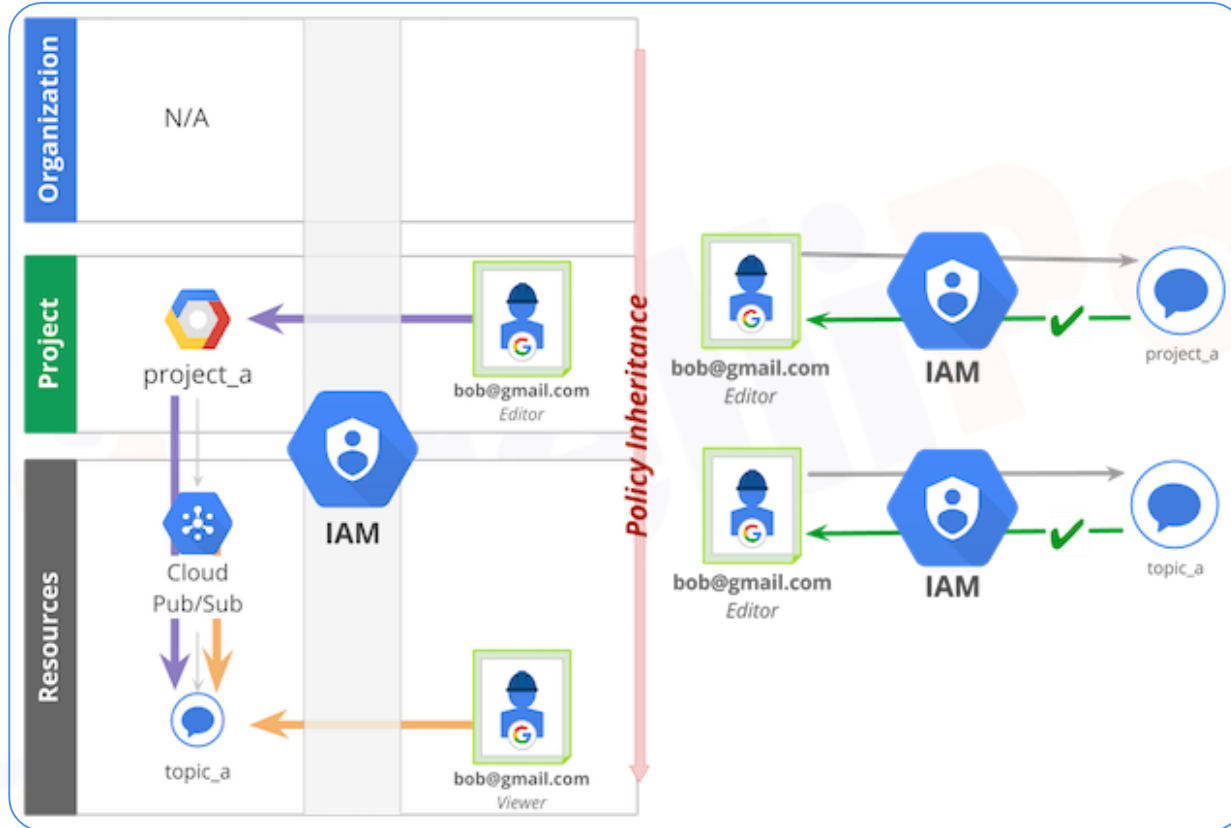 Organization
N/A
Project
project_a
bob@gmail.com
Editor
Resources
Cloud
Pub/Sub
topic_a
IAM
bob@gmail.com
Viewer
Policy Inheritance
bob@gmail.com
Editor
IAM
project_a
bob@gmail.com
Editor
IAM
topic_a